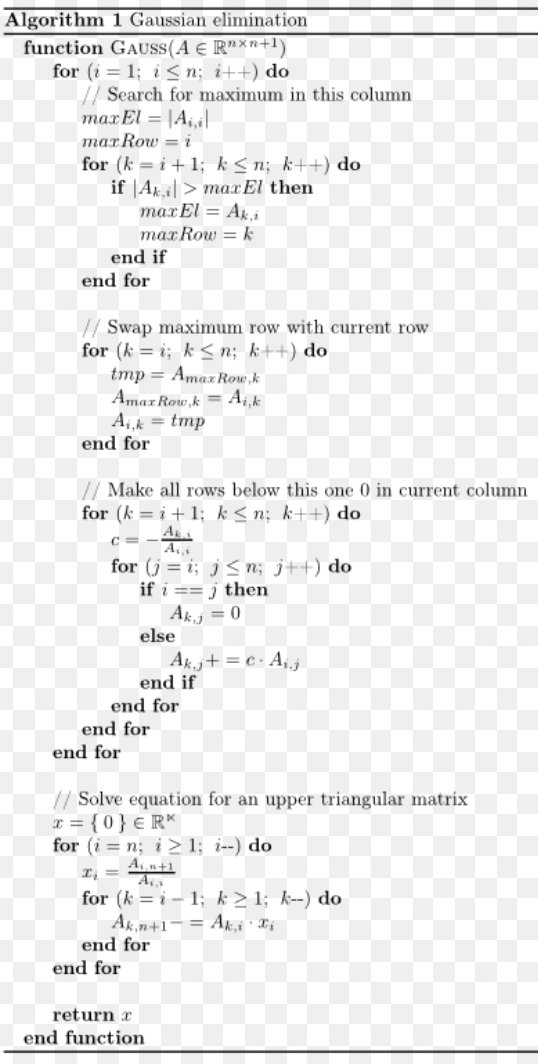 Algorithm 1 Gaussian elimination
function GAUSS(A ∈ ℝ^{n×n+1})
for (i = 1; i ≤ n; i++) do
// Search for maximum in this column
maxEl = |A_{i,i}|
maxRow = i
for (k = i + 1; k ≤ n; k++) do
if |A_{k,i}| > maxEl then
maxEl = A_{k,i}
maxRow = k
end if
end for
// Swap maximum row with current row
for (k = i; k ≤ n; k++) do
tmp = A_{maxRow,k}
A_{maxRow,k} = A_{i,k}
A_{i,k} = tmp
end for
// Make all rows below this one 0 in current column
for (k = i + 1; k ≤ n; k++) do
c = −A_{k,i}/A_{i,i}
for (j = i; j ≤ n; j++) do
if i == j then
A_{k,j} = 0
else
A_{k,j}+ = c · A_{i,j}
end if
end for
end for
end for
// Solve equation for an upper triangular matrix
x = { 0 } ∈ ℝ^{⋉}
for (i = n; i ≥ 1; i--) do
x_i = A_{i,n+1}/A_{i,i}
for (k = i − 1; k ≥ 1; k--) do
A_{k,n+1}− = A_{k,i} · x_i
end for
end for
return x
end function